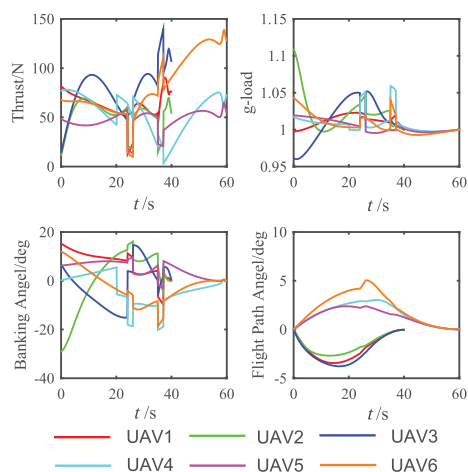 Thrust/N
150
100
50
0
0 20 40 60
t /s
g-load
1.1
1.05
1
0.95
0 20 40 60
t /s
Banking Angel/deg
20
0
-20
-40
0 20 40 60
t /s
Flight Path Angel/deg
10
5
0
-5
0 20 40 60
t /s
UAV1 UAV2 UAV3
UAV4 UAV5 UAV6